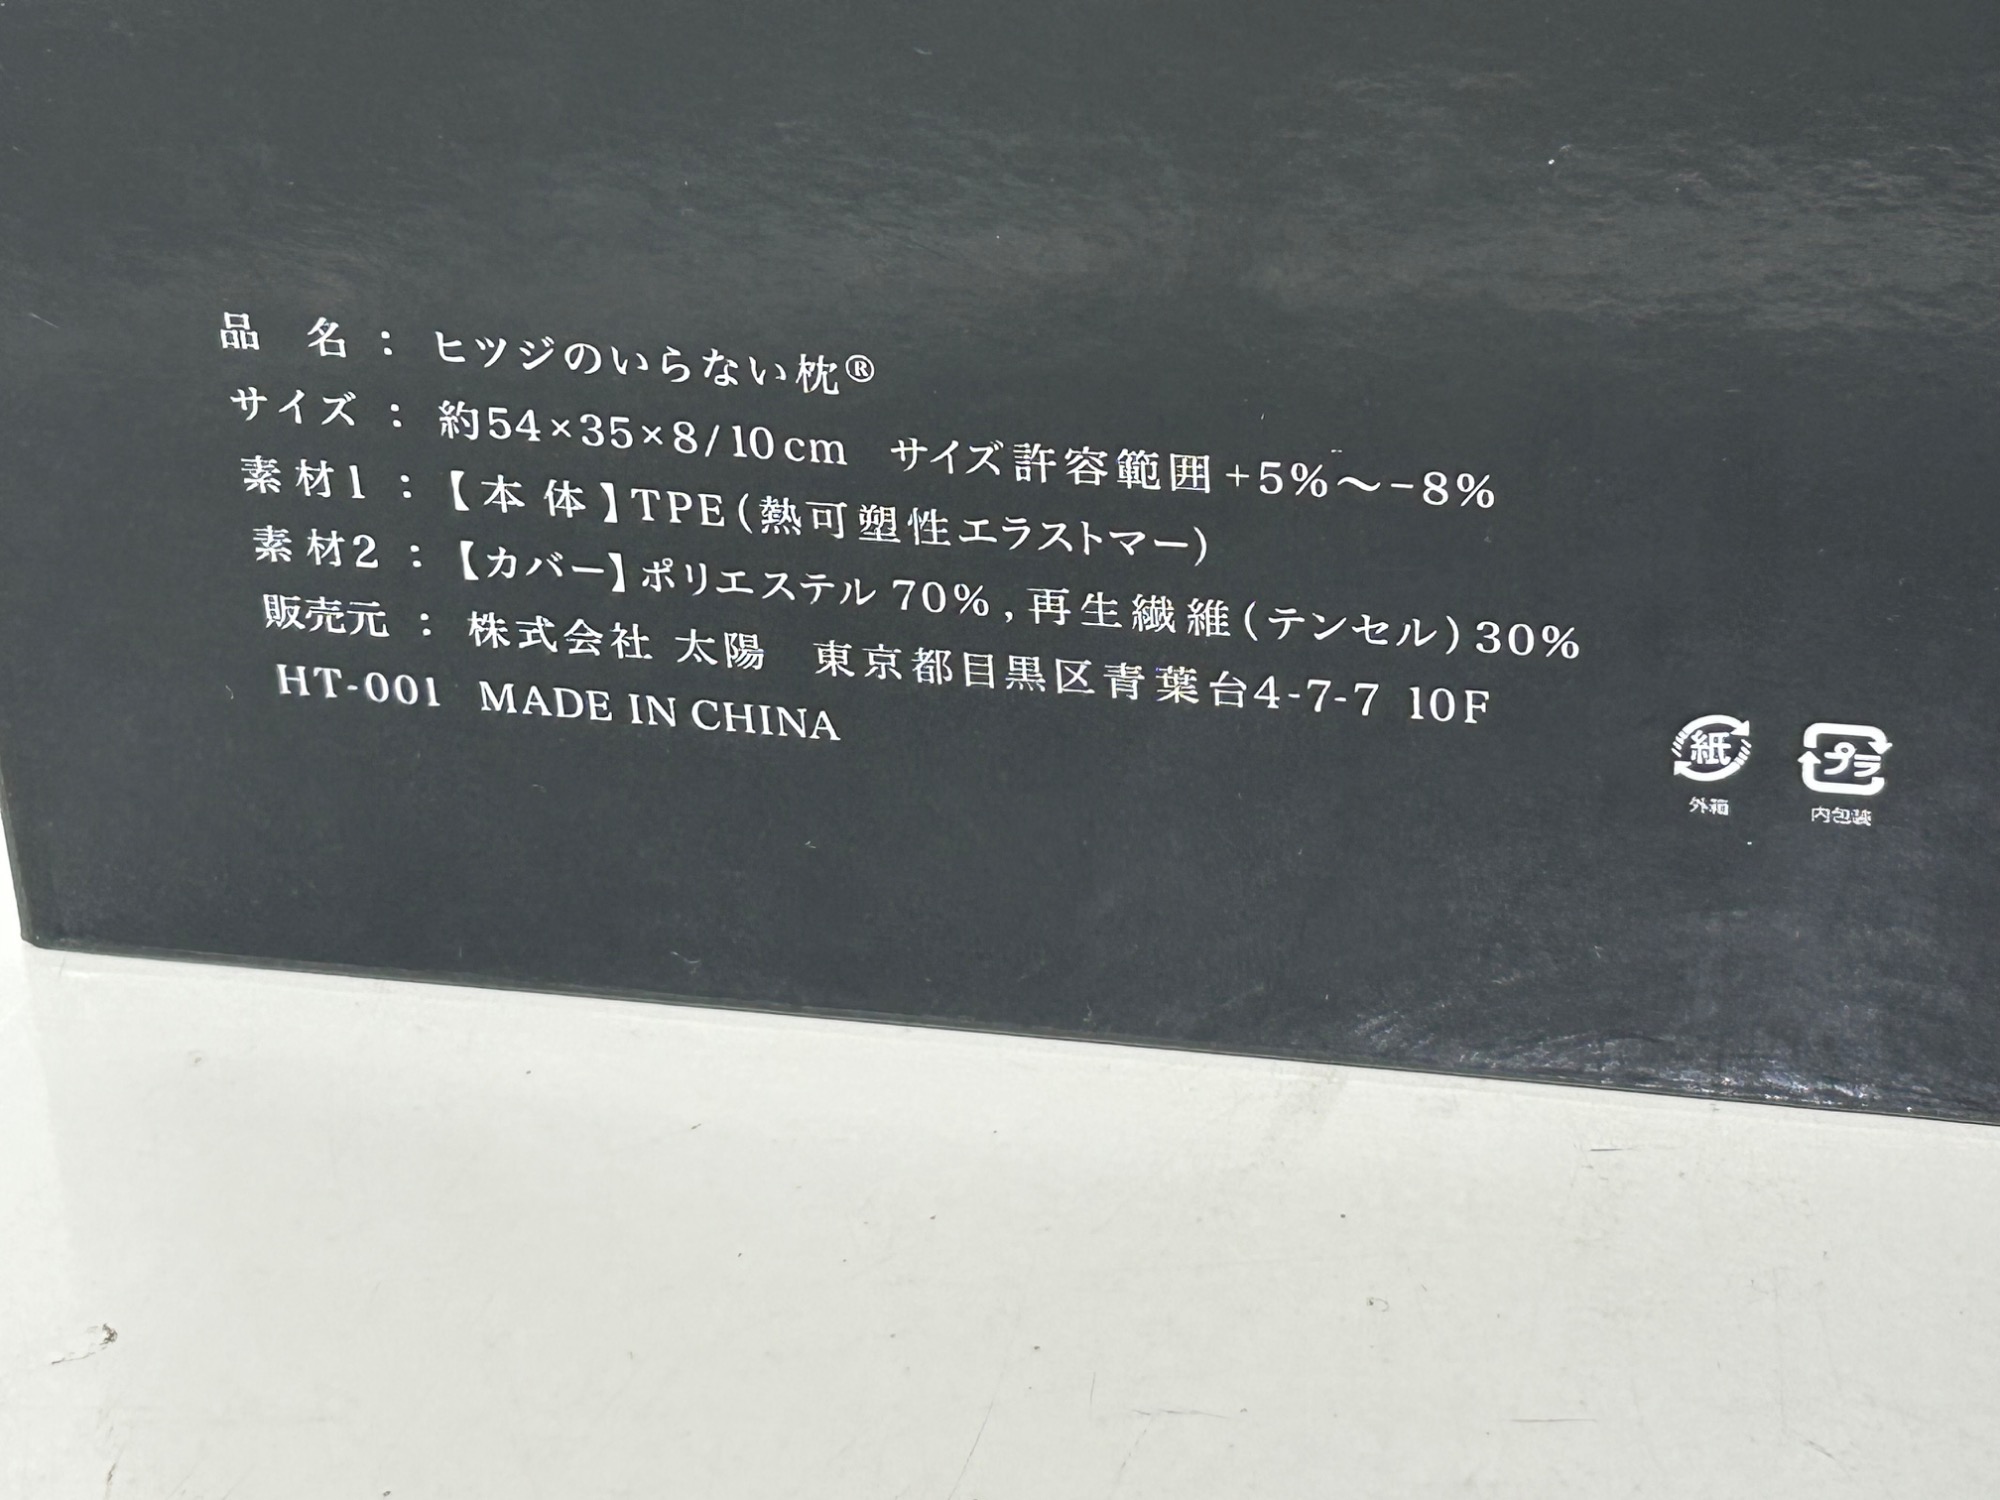 品　名 ： ヒツジのいらない枕®
サイズ ： 約54×35×8/10cm　サイズ許容範囲+5%〜-8%
素材1 ： 【本 体】TPE(熱可塑性エラストマー)
素材2 ： 【カバー】ポリエステル 70%,再生繊維(テンセル)30%
販売元 ： 株式会社 太陽　東京都目黒区青葉台4-7-7 10F
HT-001 MADE IN CHINA
紙
外箱
プラ
内包装